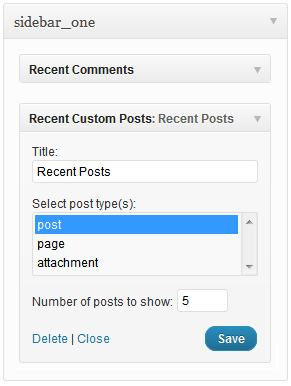 sidebar_one
Recent Comments
Recent Custom Posts: Recent Posts
Title:
Recent Posts
Select post type(s):
post
page
attachment
Number of posts to show: 5
Delete | Close Save